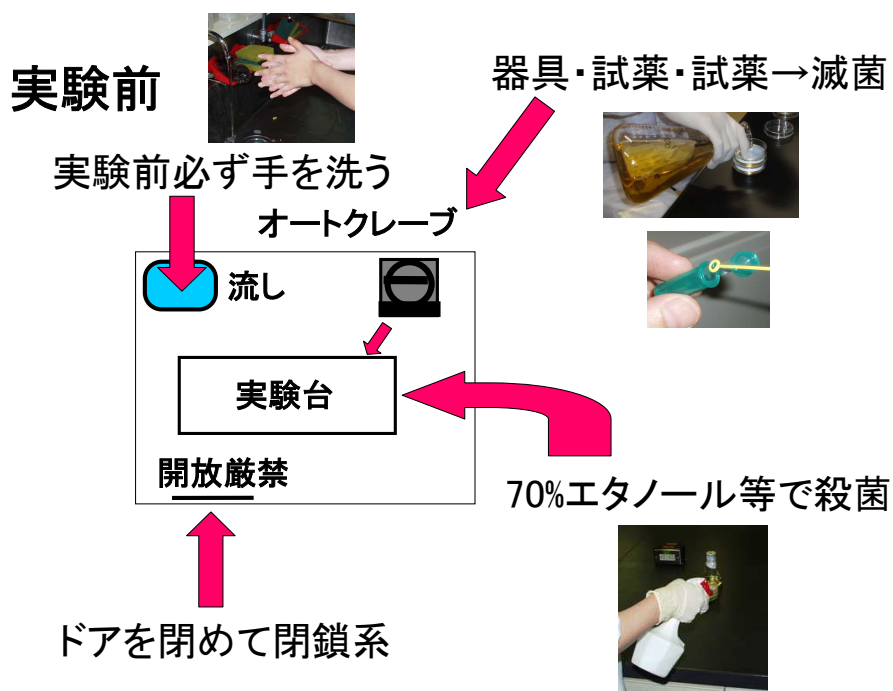 実験前
器具・試薬・試薬→滅菌
実験前必ず手を洗う
オートクレーブ
流し
実験台
開放厳禁
70%エタノール等で殺菌
ドアを閉めて閉鎖系